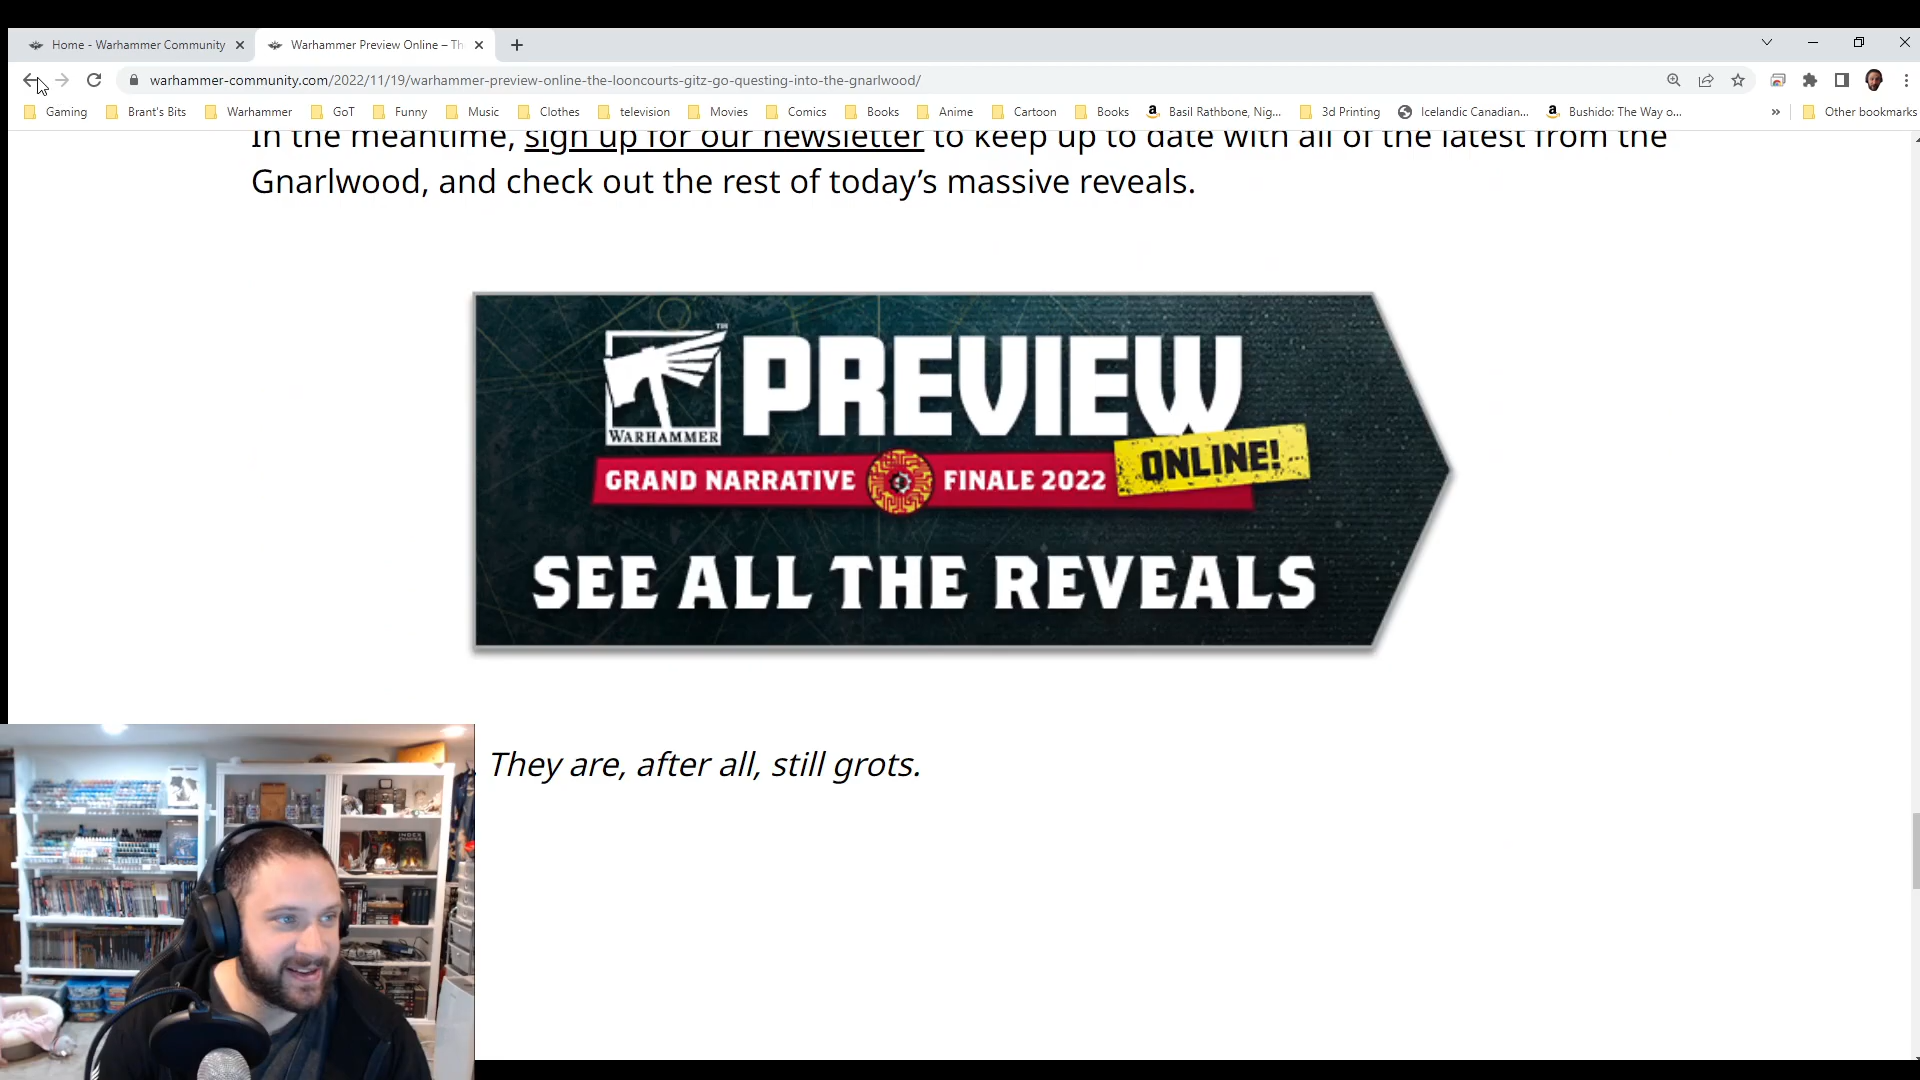 Home - Warhammer Community
Warhammer Preview Online – Th
warhammer-community.com/2022/11/19/warhammer-preview-online-the-looncourts-gitz-go-questing-into-the-gnarlwood/
Gaming Brant's Bits Warhammer GoT Funny Music Clothes television Movies Comics Books Anime Cartoon Books Basil Rathbone, Nig... 3d Printing Icelandic Canadian... Bushido: The Way o... » Other bookmarks
In the meantime, sign up for our newsletter to keep up to date with all of the latest from the
Gnarlwood, and check out the rest of today’s massive reveals.
WARHAMMER
TM
PREVIEW
ONLINE!
GRAND NARRATIVE FINALE 2022
SEE ALL THE REVEALS
They are, after all, still grots.